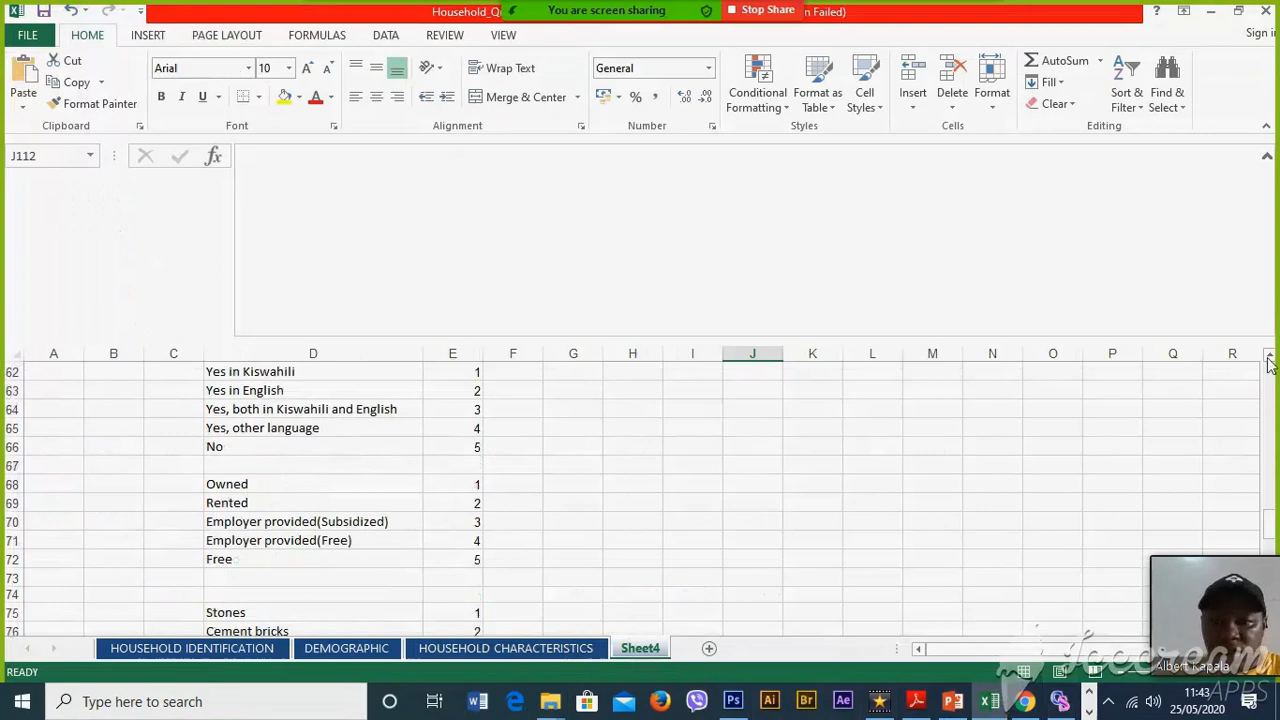 Household_Qu
You are screen sharing
Stop Share
n Failed)
FILE HOME INSERT PAGE LAYOUT FORMULAS DATA REVIEW VIEW
Sign in
Paste
Cut
Copy
Format Painter
Clipboard
Arial 10
B I U
Font
Wrap Text
Merge & Center
Alignment
General
Number
Conditional Formatting
Format as Table
Cell Styles
Styles
Insert
Delete
Format
Cells
AutoSum
Fill
Clear
Sort & Filter
Find & Select
Editing
J112
fx
A B C D E F G H I J K L M N O P Q R
62 Yes in Kiswahili 1
63 Yes in English 2
64 Yes, both in Kiswahili and English 3
65 Yes, other language 4
66 No 5
67
68 Owned 1
69 Rented 2
70 Employer provided(Subsidized) 3
71 Employer provided(Free) 4
72 Free 5
73
74
75 Stones 1
76 Cement bricks 2
HOUSEHOLD IDENTIFICATION DEMOGRAPHIC HOUSEHOLD CHARACTERISTICS Sheet4
READY
Albert Kapala
Icecream
APPS
Type here to search
11:43
25/05/2020